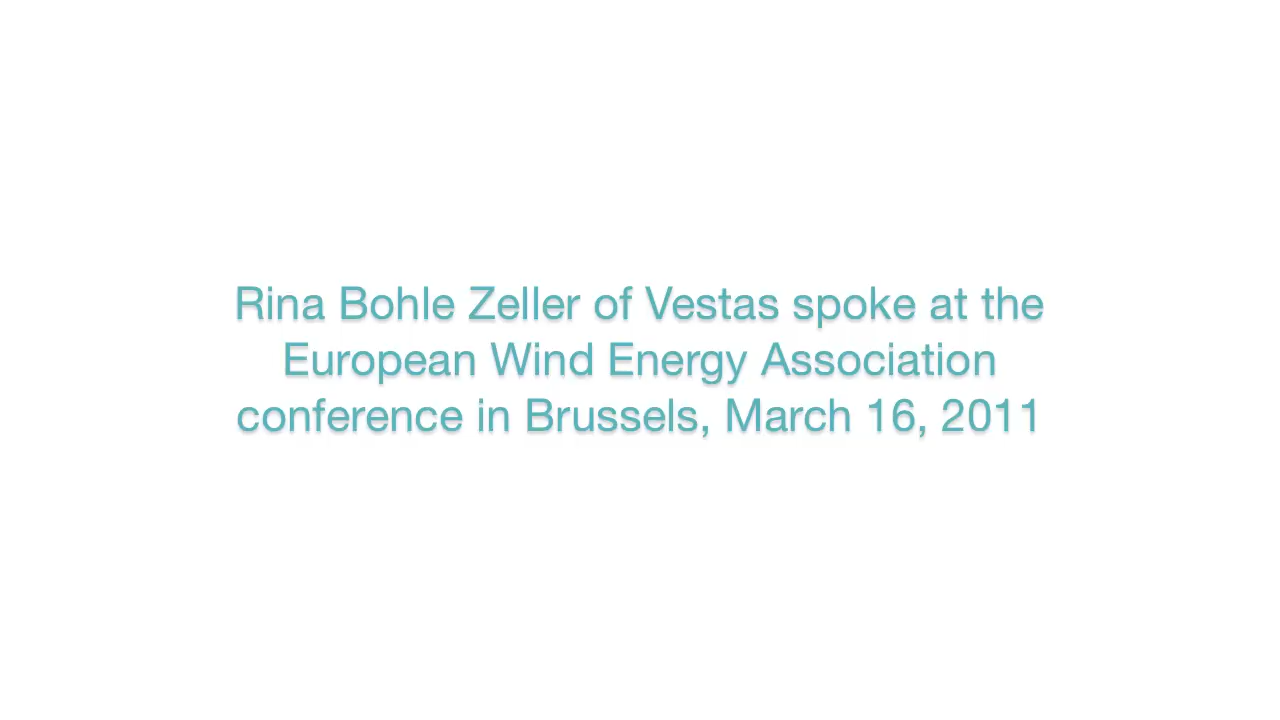 Rina Bohle Zeller of Vestas spoke at the
European Wind Energy Association
conference in Brussels, March 16, 2011